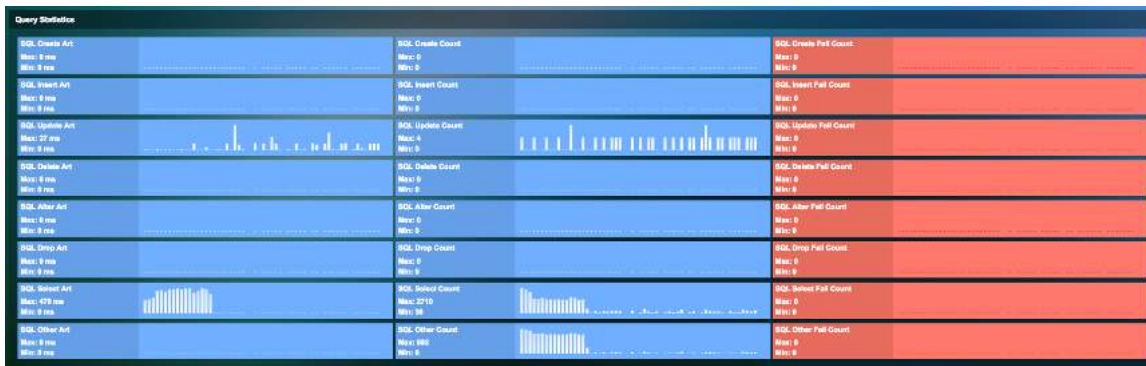 Query Statistics
SQL Create Art
Max: 0 ms
Min: 0 ms
SQL Create Count
Max: 0
Min: 0
SQL Create Fail Count
Max: 0
Min: 0
SQL Insert Art
Max: 0 ms
Min: 0 ms
SQL Insert Count
Max: 0
Min: 0
SQL Insert Fail Count
Max: 0
Min: 0
SQL Update Art
Max: 27 ms
Min: 0 ms
SQL Update Count
Max: 4
Min: 0
SQL Update Fail Count
Max: 0
Min: 0
SQL Delete Art
Max: 0 ms
Min: 0 ms
SQL Delete Count
Max: 0
Min: 0
SQL Delete Fail Count
Max: 0
Min: 0
SQL Alter Art
Max: 0 ms
Min: 0 ms
SQL Alter Count
Max: 0
Min: 0
SQL Alter Fail Count
Max: 0
Min: 0
SQL Drop Art
Max: 0 ms
Min: 0 ms
SQL Drop Count
Max: 0
Min: 0
SQL Drop Fail Count
Max: 0
Min: 0
SQL Select Art
Max: 479 ms
Min: 0 ms
SQL Select Count
Max: 2710
Min:
SQL Select Fail Count
Max: 0
Min: 0
SQL Other Art
Max: 0 ms
Min: 0 ms
SQL Other Count
Max:
Min: 0
SQL Other Fail Count
Max: 0
Min: 0